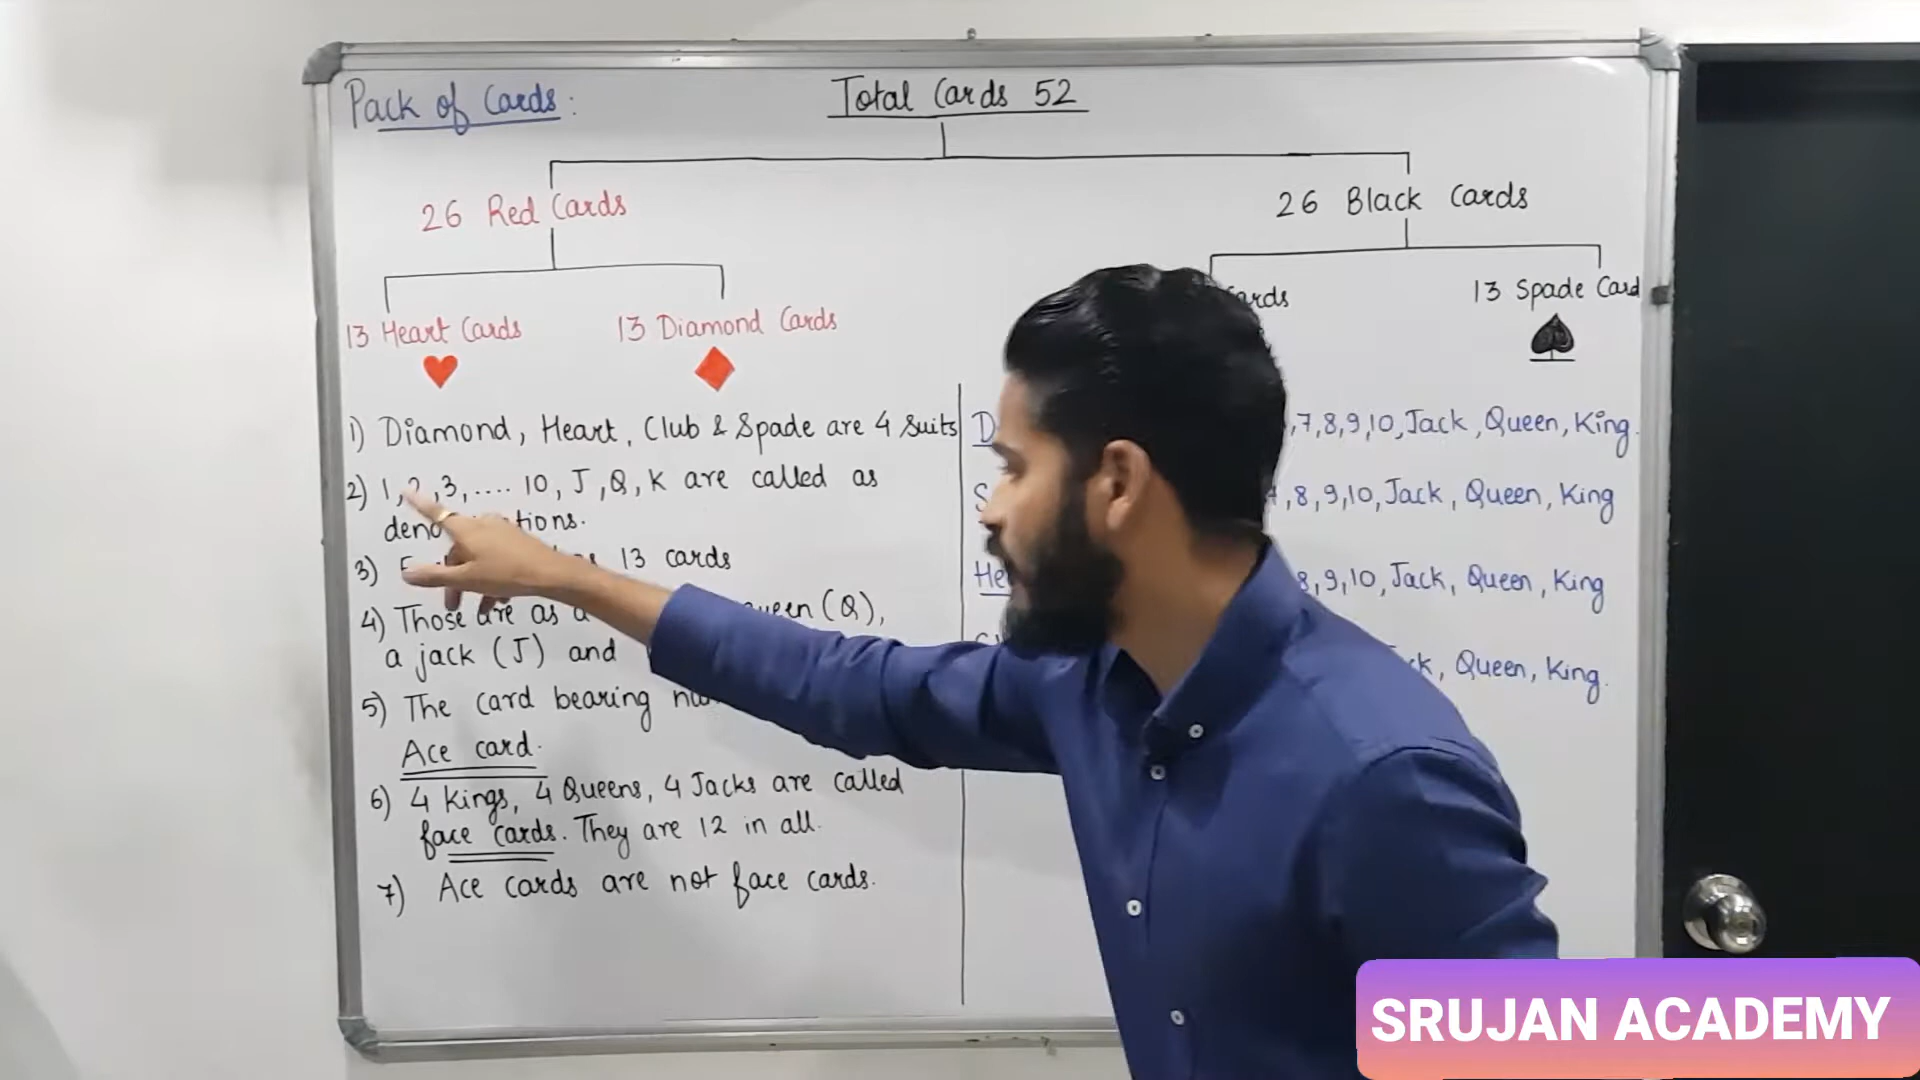 Pack of Cards:
Total Cards 52
26 Red Cards
26 Black Cards
13 Heart Cards
13 Diamond Cards
13 Spade Card
1) Diamond, Heart, Club & Spade are 4 suits
2) 1,2,3,.... 10, J, Q, K are called as
3) 13 cards
4) Those are as a (Q),
a jack (J) and
5) The card bearing
Ace card.
6) 4 Kings, 4 Queens, 4 Jacks are called
face cards. They are 12 in all.
7) Ace cards are not face cards.
,7,8,9,10, Jack, Queen, King.
,8,9,10, Jack, Queen, King
8,9,10, Jack, Queen, King
, Queen, King.
SRUJAN ACADEMY